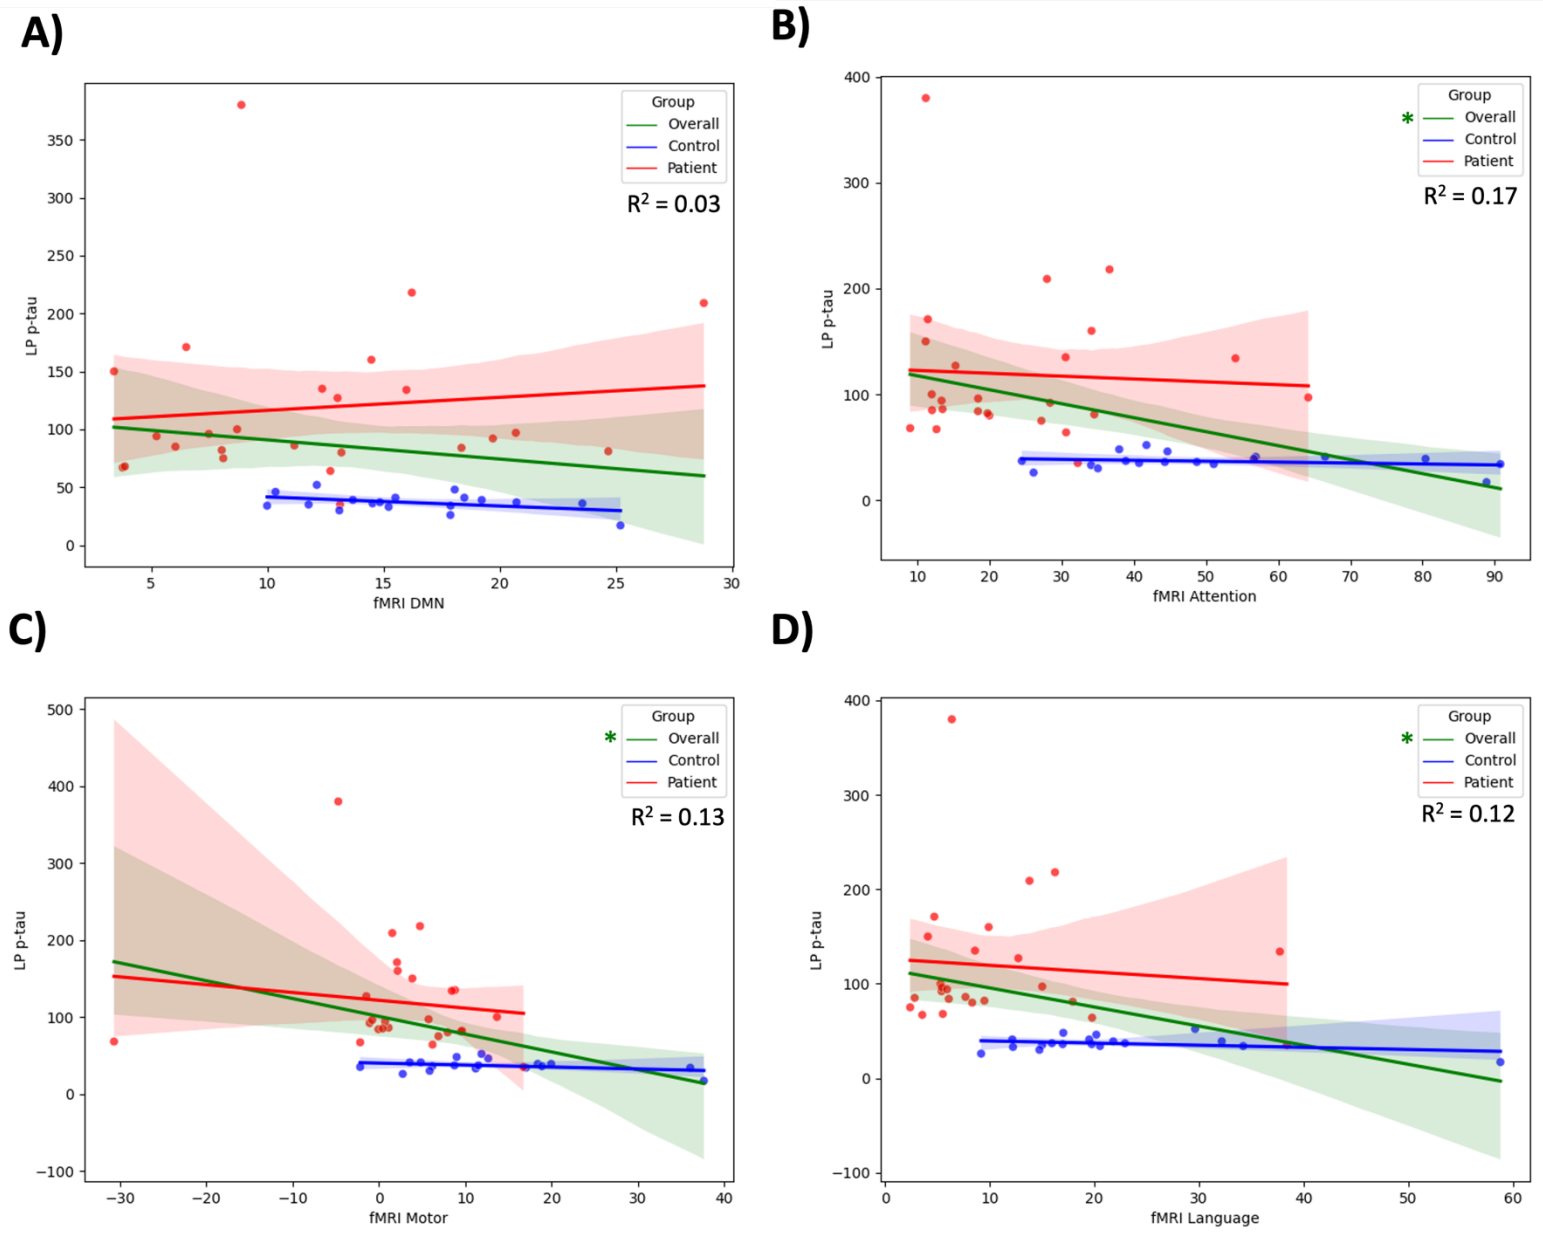 A)
Group
Overall
Control
Patient
R² = 0.03
LP p-tau
350
300
250
200
150
100
50
0
5 10 15 20 25 30
fMRI DMN
B)
Group
* Overall
Control
Patient
R² = 0.17
LP p-tau
400
300
200
100
0
10 20 30 40 50 60 70 80 90
fMRI Attention
C)
Group
* Overall
Control
Patient
R² = 0.13
LP p-tau
500
400
300
200
100
0
−100
−30 −20 −10 0 10 20 30 40
fMRI Motor
D)
Group
* Overall
Control
Patient
R² = 0.12
LP p-tau
400
300
200
100
0
−100
0 10 20 30 40 50 60
fMRI Language